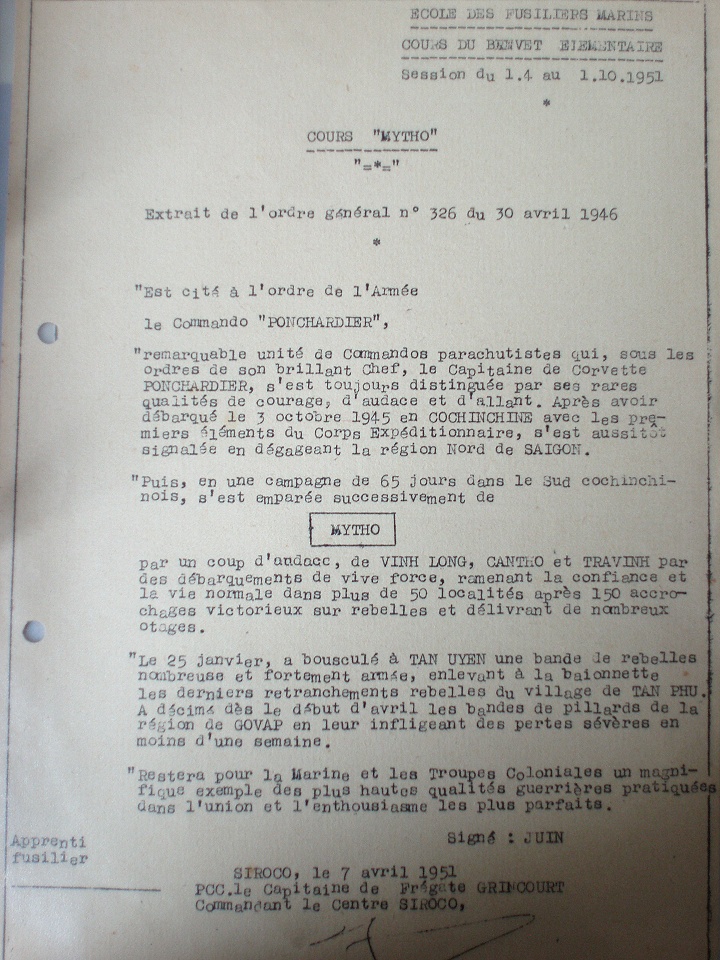 ECOLE DES FUSILIERS MARINS
COURS DU BREVET ELEMENTAIRE
Session du 1.4 au 1.10.1951
*
COURS "MYTHO"
"=*="
Extrait de l'ordre général n° 326 du 30 avril 1946
*
"Est cité à l'ordre de l'Armée
le Commando "PONCHARDIER",
"remarquable unité de Commandos parachutistes qui, sous les
ordres de son brillant Chef, le Capitaine de Corvette
PONCHARDIER, s'est toujours distinguée par ses rares
qualités de courage, d'audace et d'allant. Après avoir
débarqué le 3 octobre 1945 en COCHINCHINE avec les pre-
miers éléments du Corps Expéditionnaire, s'est aussitôt
signalée en dégageant la région Nord de SAIGON.
"Puis, en une campagne de 65 jours dans le Sud cochinchi-
nois, s'est emparée successivement de
MYTHO
par un coup d'audace, de VINH LONG, CANTHO et TRAVINH par
des débarquements de vive force, ramenant la confiance et
la vie normale dans plus de 50 localités après 150 accro-
chages victorieux sur rebelles et délivrant de nombreux
otages.
"Le 25 janvier, a bousculé à TAN UYEN une bande de rebelles
nombreuse et fortement armée, enlevant à la baionnette
les derniers retranchements rebelles du village de TAN PHU.
A décimé dès le début d'avril les bandes de pillards de la
région de GOVAP en leur infligeant des pertes sévères en
moins d'une semaine.
"Restera pour la Marine et les Troupes Coloniales un magni-
fique exemple des plus hautes qualités guerrières pratiquées
dans l'union et l'enthousiasme les plus parfaits.
Signé : JUIN
Apprenti
fusilier
SIROCO, le 7 avril 1951
PCC.le Capitaine de Frégate GRINCOURT
Commandant le Centre SIROCO,